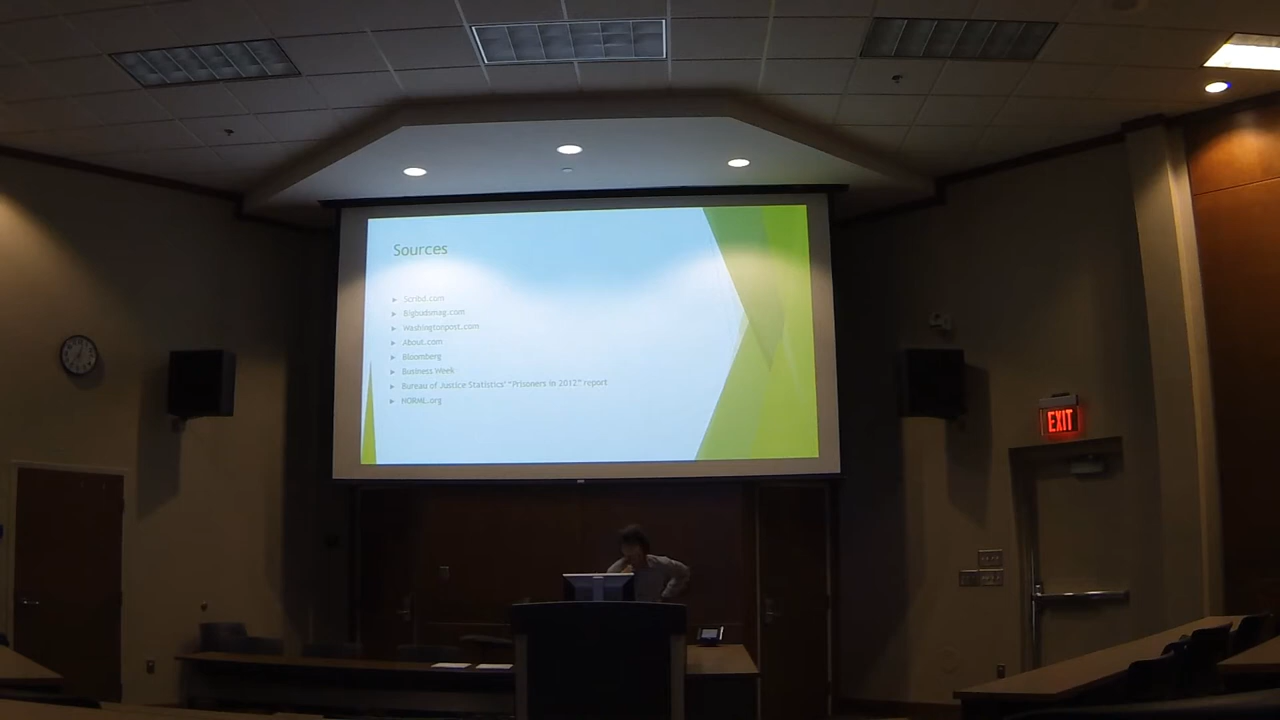 Sources
Scribd.com
Bigbudsmag.com
Washingtonpost.com
About.com
Bloomberg
Business Week
Bureau of Justice Statistics' "Prisoners in 2012" report
NORML.org
EXIT